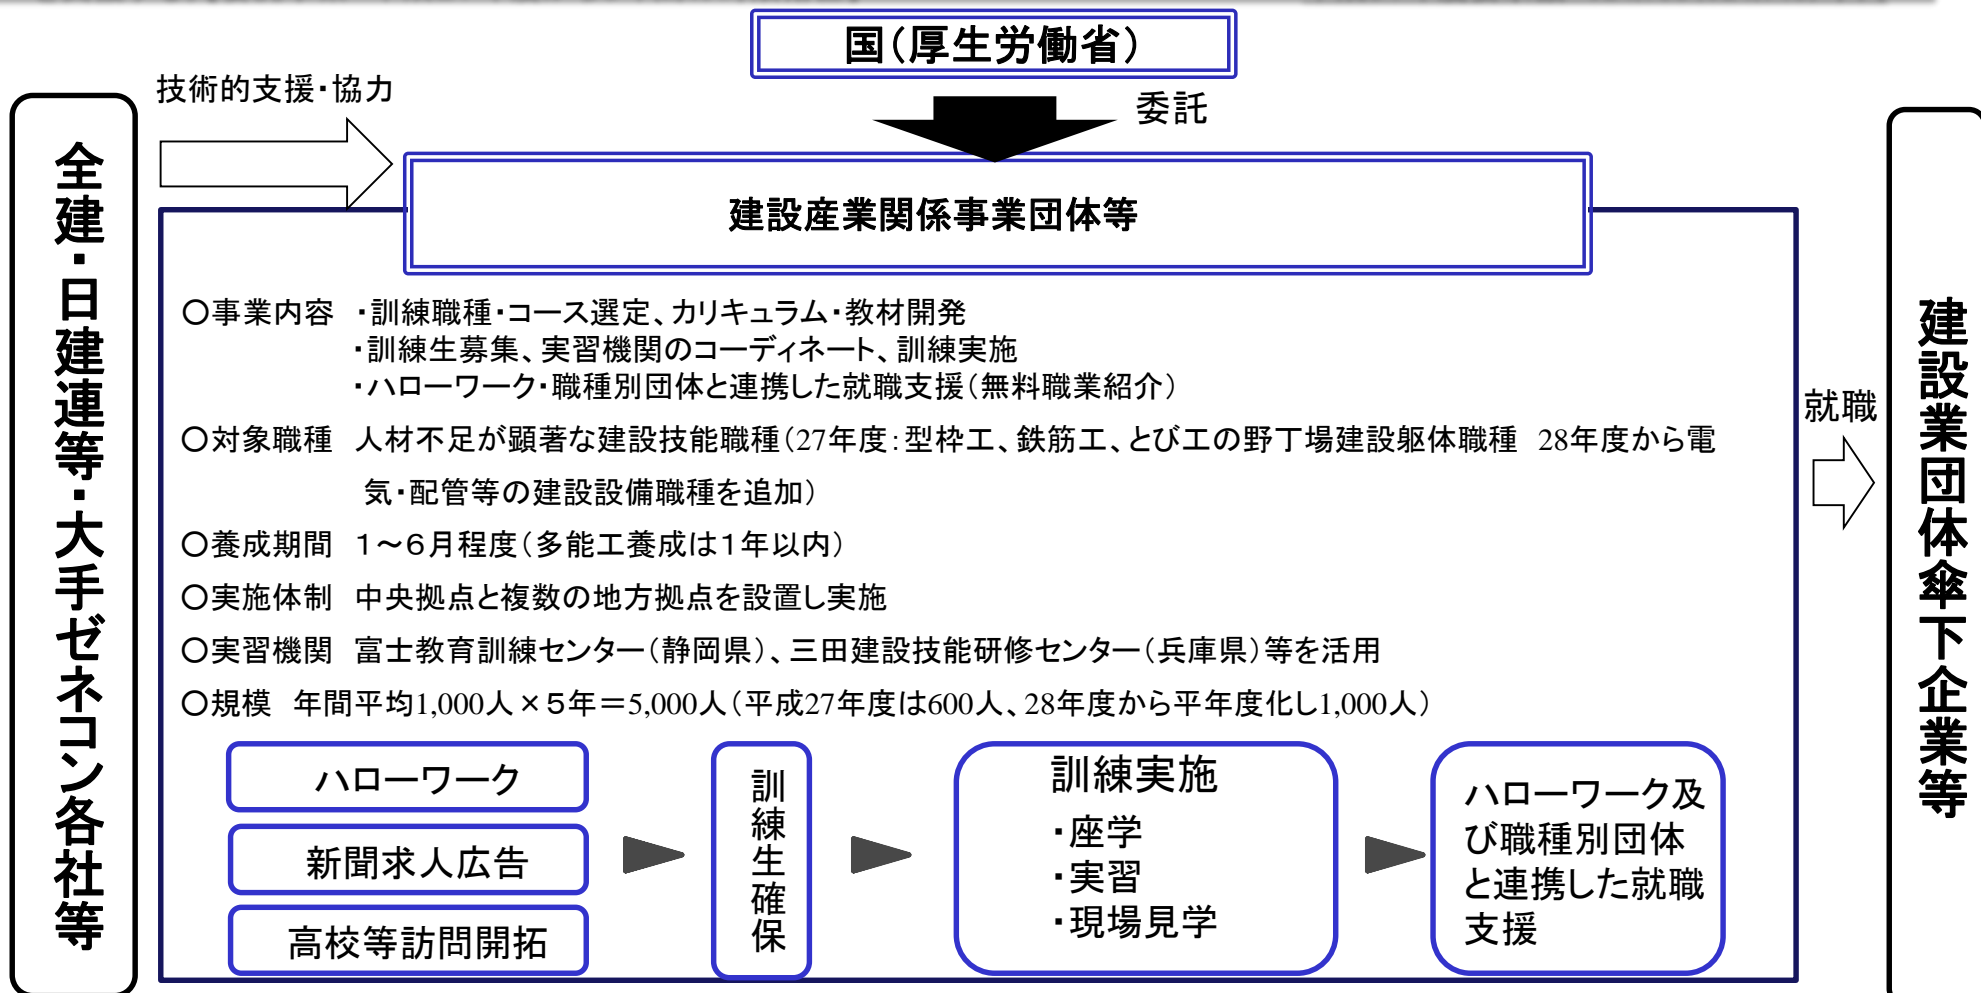 国（厚生労働省）
委託
技術的支援・協力
全建・日建連等・大手ゼネコン各社等
建設産業関係事業団体等
○事業内容　・訓練職種・コース選定、カリキュラム・教材開発
・訓練生募集、実習機関のコーディネート、訓練実施
・ハローワーク・職種別団体と連携した就職支援（無料職業紹介）
○対象職種　人材不足が顕著な建設技能職種（27年度：型枠工、鉄筋工、とび工の野丁場建設躯体職種　28年度から電
気・配管等の建設設備職種を追加）
○養成期間　１～６月程度（多能工養成は１年以内）
○実施体制　中央拠点と複数の地方拠点を設置し実施
○実習機関　富士教育訓練センター（静岡県）、三田建設技能研修センター（兵庫県）等を活用
○規模　年間平均1,000人×５年＝5,000人（平成27年度は600人、28年度から平年度化し1,000人）
ハローワーク
新聞求人広告
高校等訪問開拓
訓練生確保
訓練実施
・座学
・実習
・現場見学
ハローワーク及
び職種別団体
と連携した就職
支援
就職
建設業団体傘下企業等